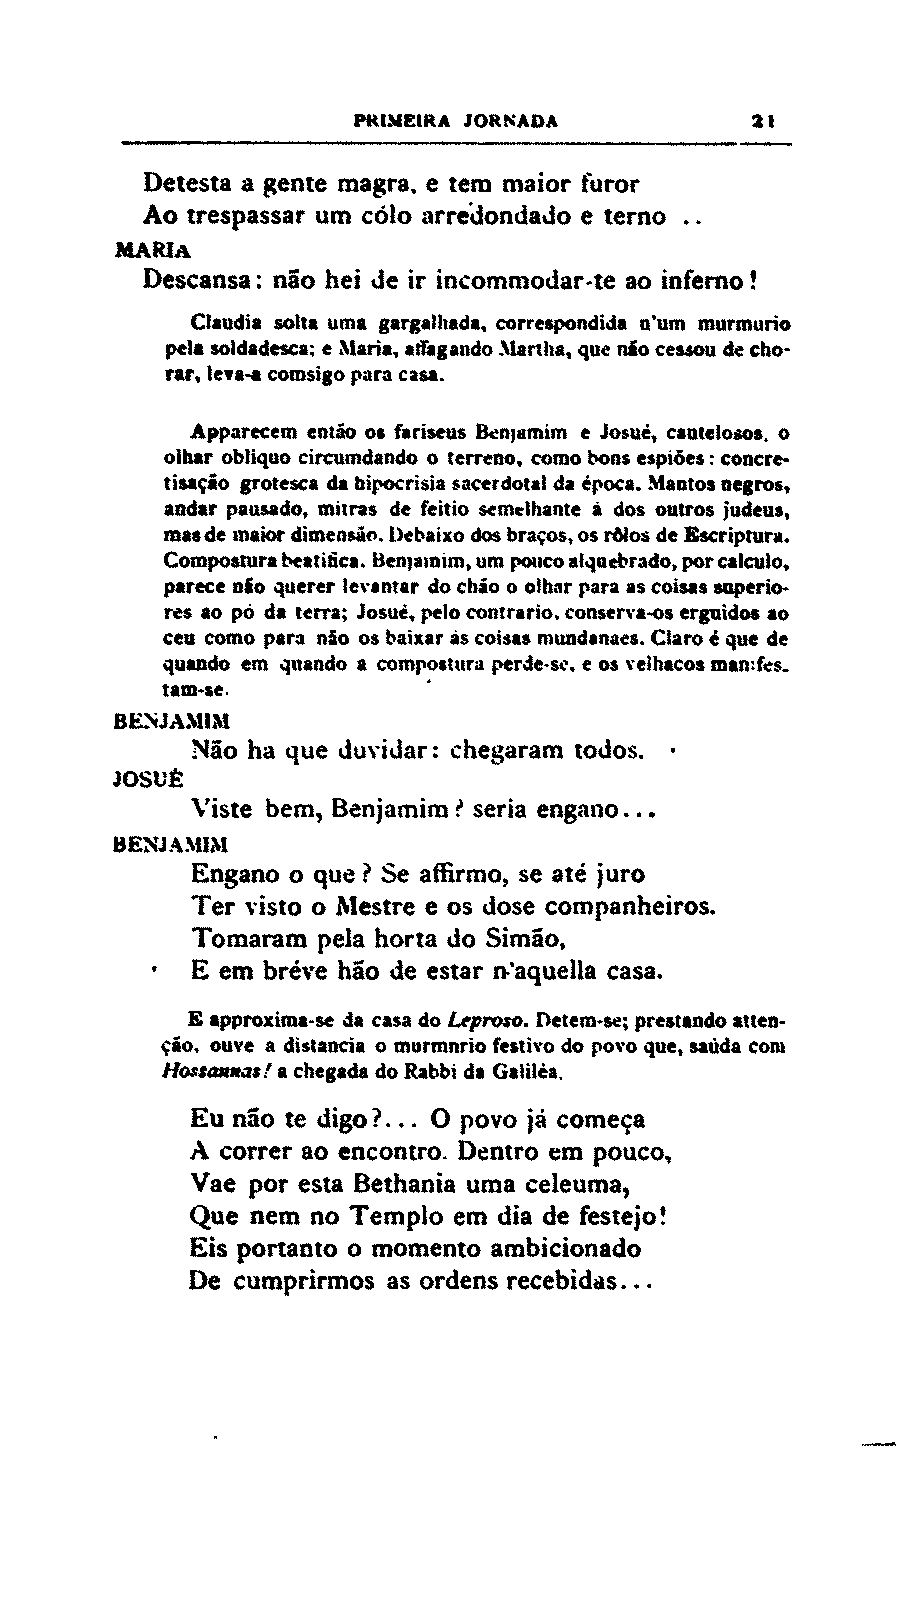 PRIMEIRA JORNADA 21
Detesta a gente magra, e tem maior furor
Ao trespassar um cólo arredondado e terno ..
MARIA
Descansa: não hei de ir incommodar-te ao inferno!
Claudia solta uma gargalhada, correspondida n'um murmurio
pela soldadesca; e Maria, affagando Martha, que não cessou de cho-
rar, leva-a comsigo para casa.
Apparecem então os fariseus Benjamim e Josué, cautelosos, o
olhar obliquo circumdando o terreno, como bons espiões: concre-
tisação grotesca da hipocrisia sacerdotal da época. Mantos negros,
andar pausado, mitras de feitio semelhante á dos outros judeus,
mas de maior dimensão. Debaixo dos braços, os rôlos de Escriptura.
Compostura beatifica. Benjamim, um pouco alquebrado, por calculo,
parece não querer levantar do chão o olhar para as coisas superio-
res ao pó da terra; Josué, pelo contrario, conserva-os erguidos ao
ceu como para não os baixar ás coisas mundanaes. Claro é que de
quando em quando a compostura perde-se, e os velhacos manifes-
tam-se.
BENJAMIM
Não ha que duvidar: chegaram todos.
JOSUÉ
Viste bem, Benjamim? seria engano...
BENJAMIM
Engano o que? Se affirmo, se até juro
Ter visto o Mestre e os dose companheiros.
Tomaram pela horta do Simão,
E em bréve hão de estar n'aquella casa.
E approxima-se da casa do Leproso. Detem-se; prestando atten-
ção, ouve a distancia o murmnrio festivo do povo que, saúda com
Hossannas! a chegada do Rabbi da Galiléa.
Eu não te digo?... O povo já começa
A correr ao encontro. Dentro em pouco,
Vae por esta Bethania uma celeuma,
Que nem no Templo em dia de festejo!
Eis portanto o momento ambicionado
De cumprirmos as ordens recebidas...